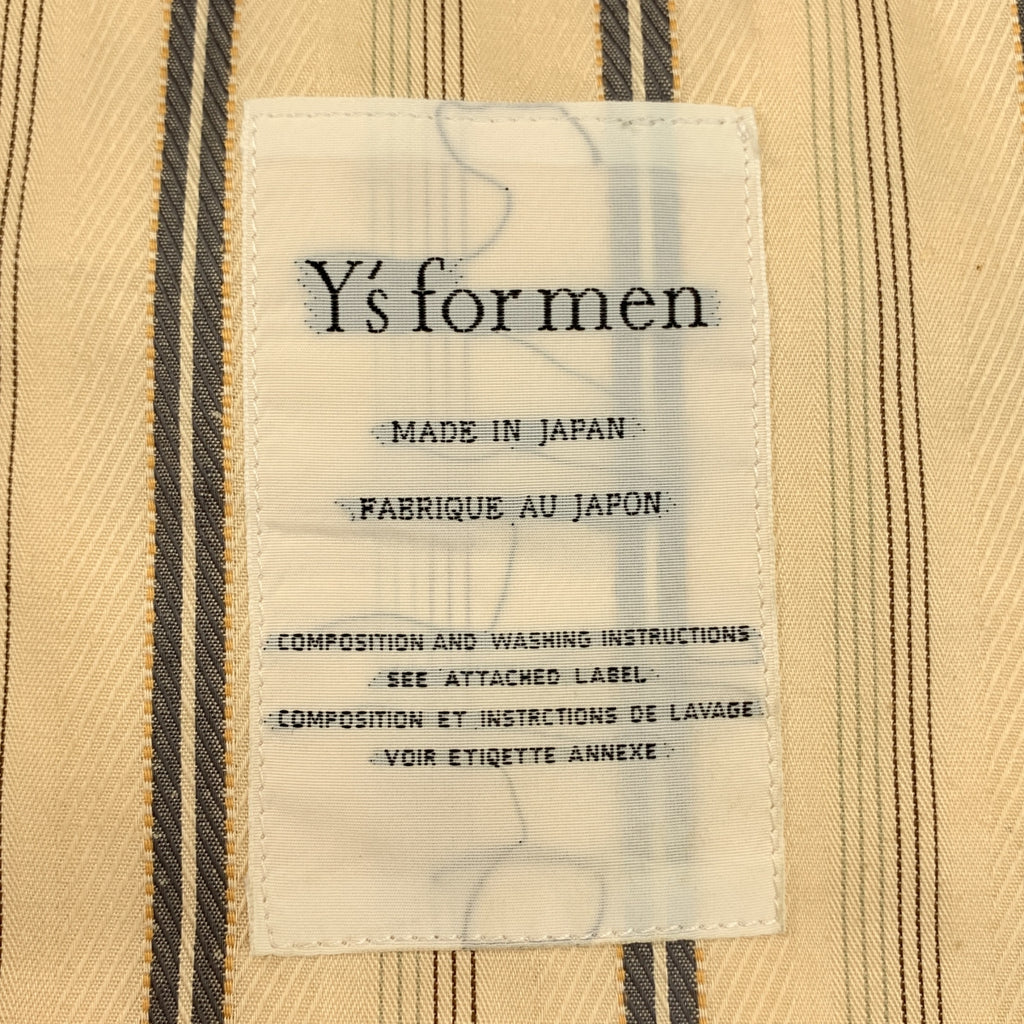 Y's for men
MADE IN JAPAN
FABRIQUE AU JAPON
COMPOSITION AND WASHING INSTRUCTIONS
SEE ATTACHED LABEL
COMPOSITION ET INSTRCTIONS DE LAVAGE
VOIR ETIQETTE ANNEXE